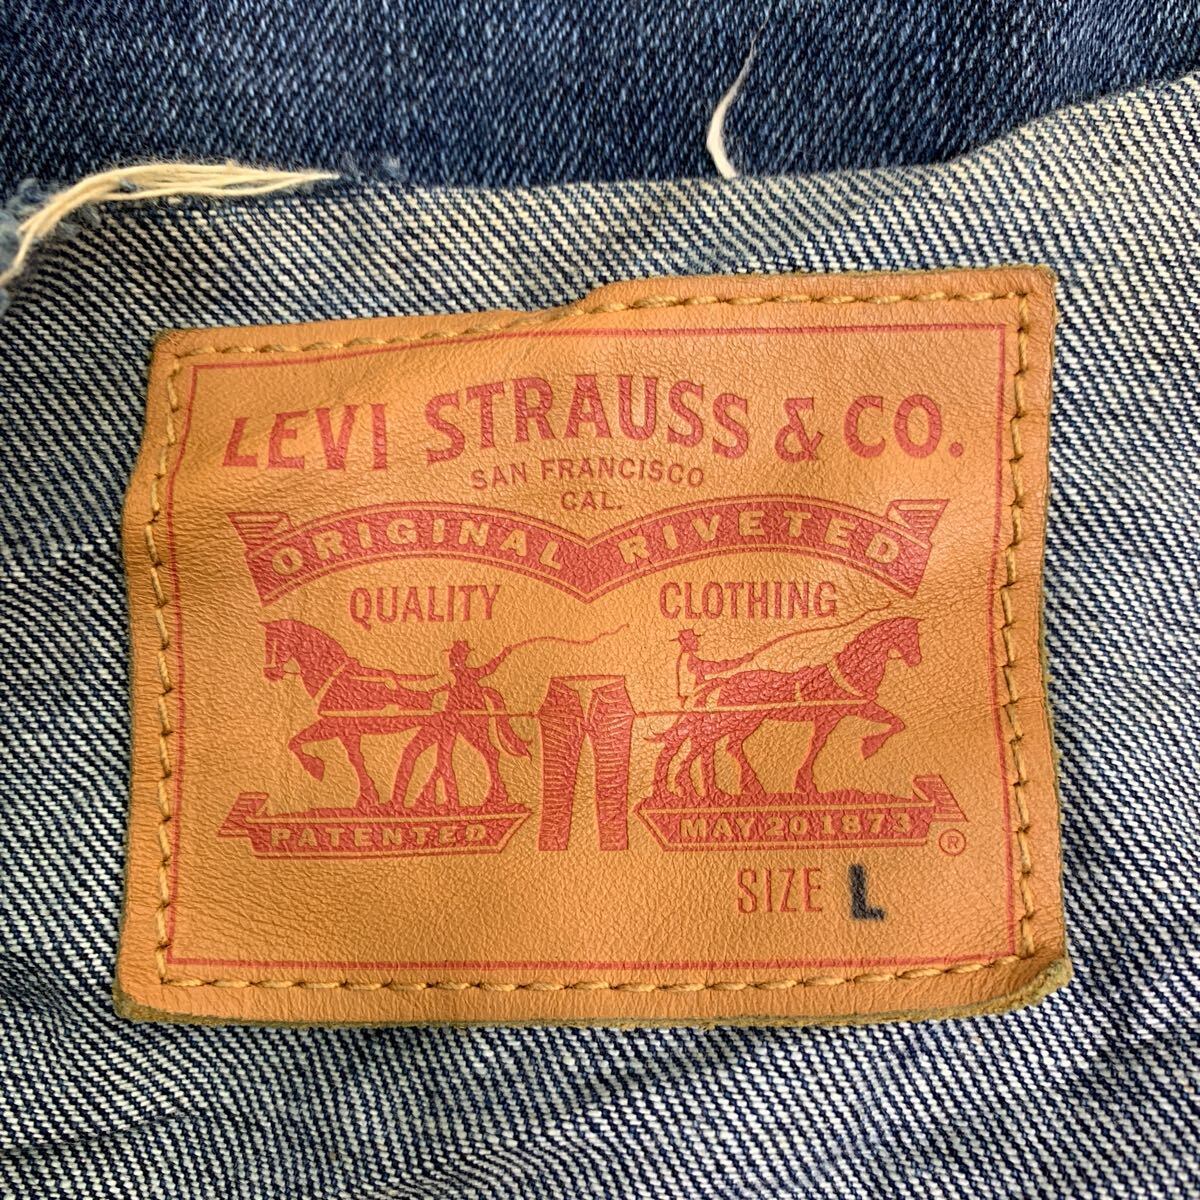 LEVI STRAUSS & CO.
SAN FRANCISCO
CAL.
ORIGINAL RIVETED
QUALITY CLOTHING
PATENTED MAY 20 1873 ®
SIZE L